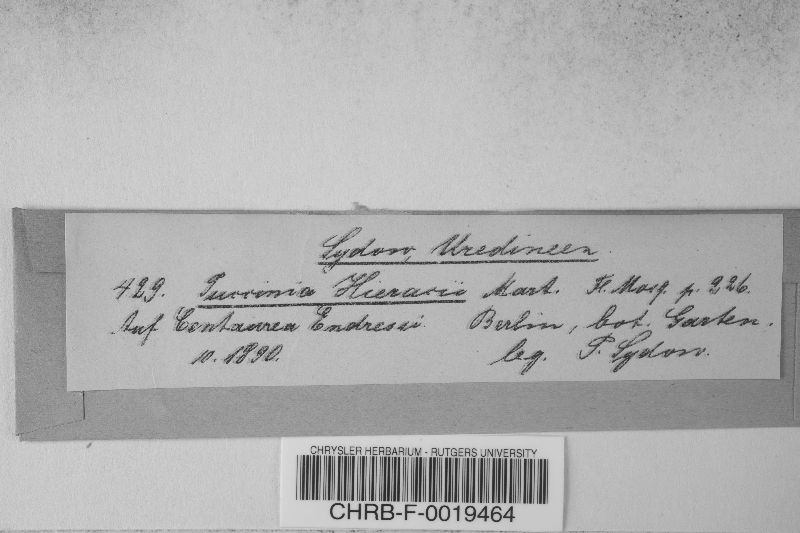 Sydow, Uredineen.
429. Puccinia Hieracii Mart. Fl. Mosq. p. 226.
Auf Centaurea Endressi. Berlin, bot. Garten.
10. 1890. leg. P. Sydow.
CHRYSLER HERBARIUM - RUTGERS UNIVERSITY
CHRB-F-0019464